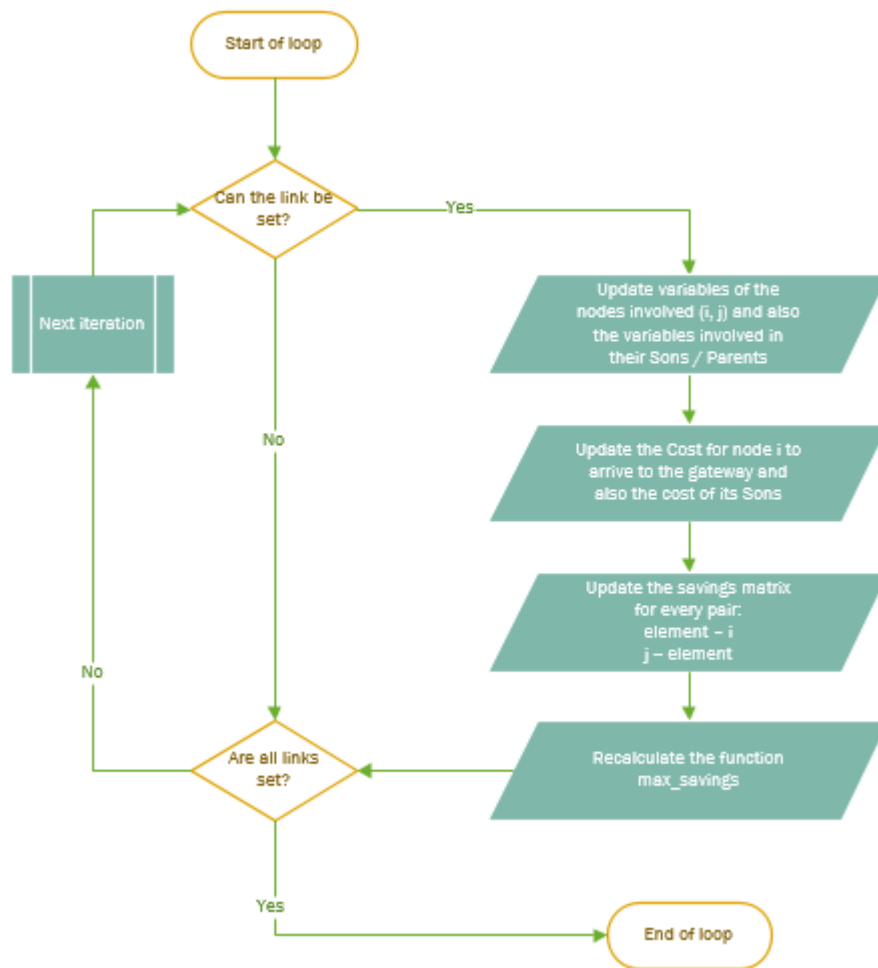 Start of loop
Can the link be
set?
Yes
Update variables of the
nodes involved (i, j) and also
the variables involved in
their Sons / Parents
Next iteration
No
Update the Cost for node i to
arrive to the gateway and
also the cost of its Sons
Update the savings matrix
for every pair:
element – i
j – element
No
Are all links
set?
Recalculate the function
max_savings
Yes
End of loop